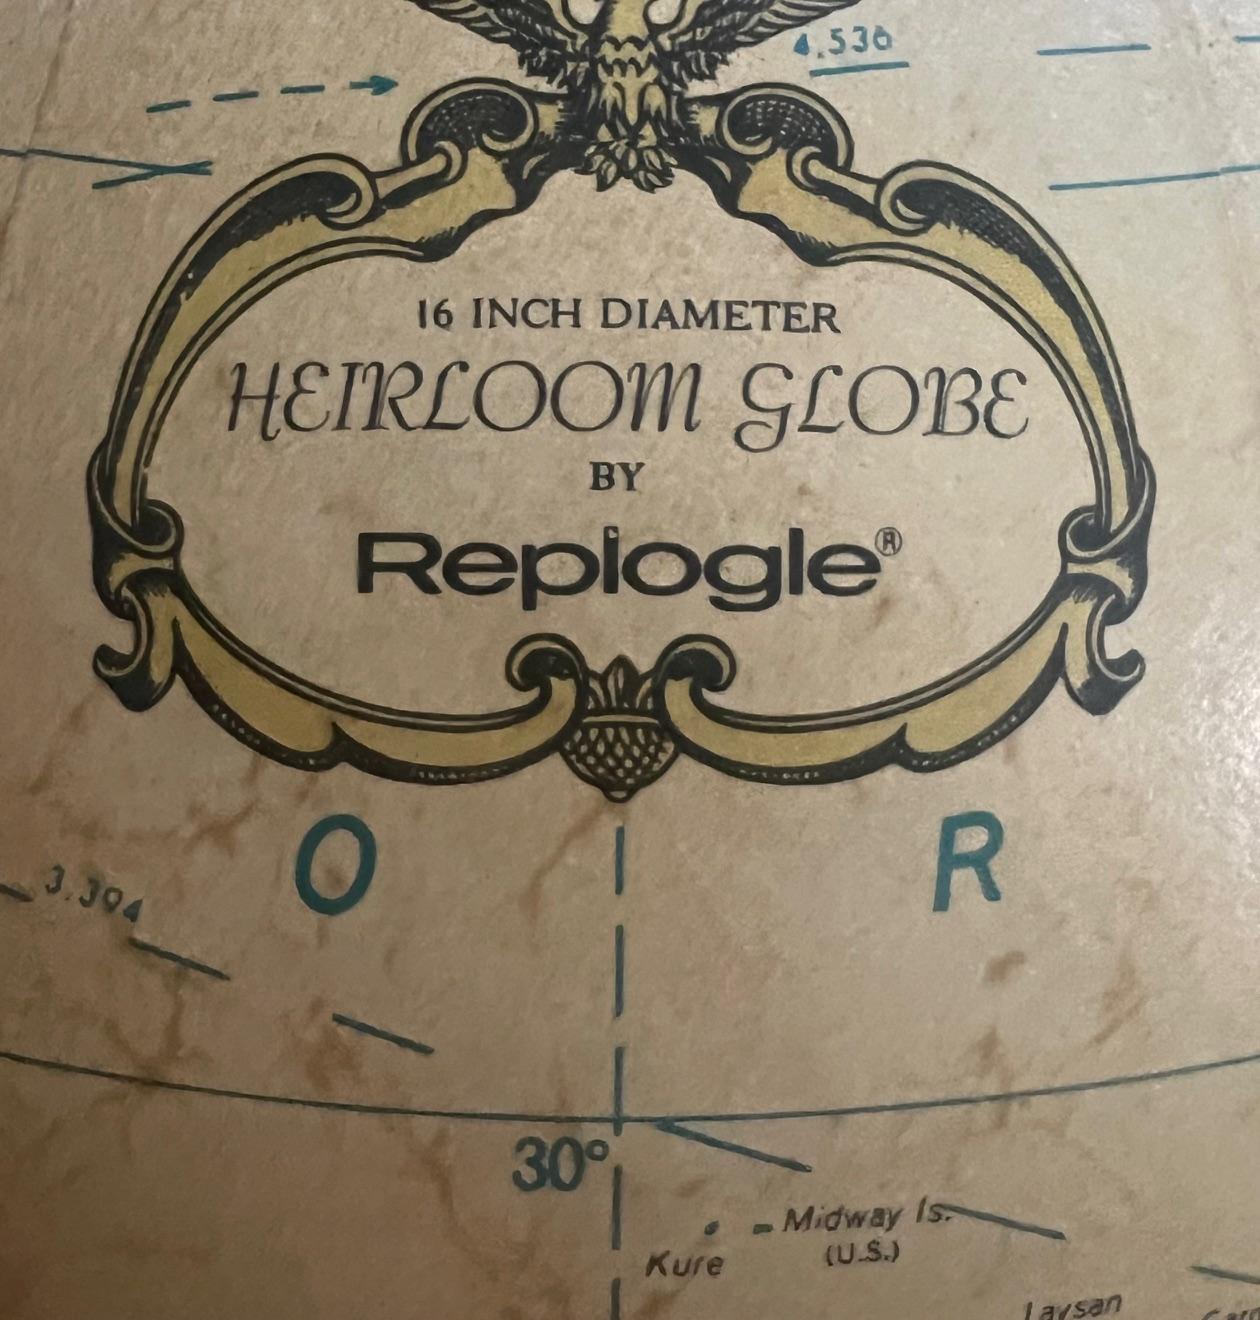 4.536
16 INCH DIAMETER
HEIRLOOM GLOBE
BY
Replogle®
O R
3.304
30°
Midway Is.
(U.S.)
Kure
Laysan